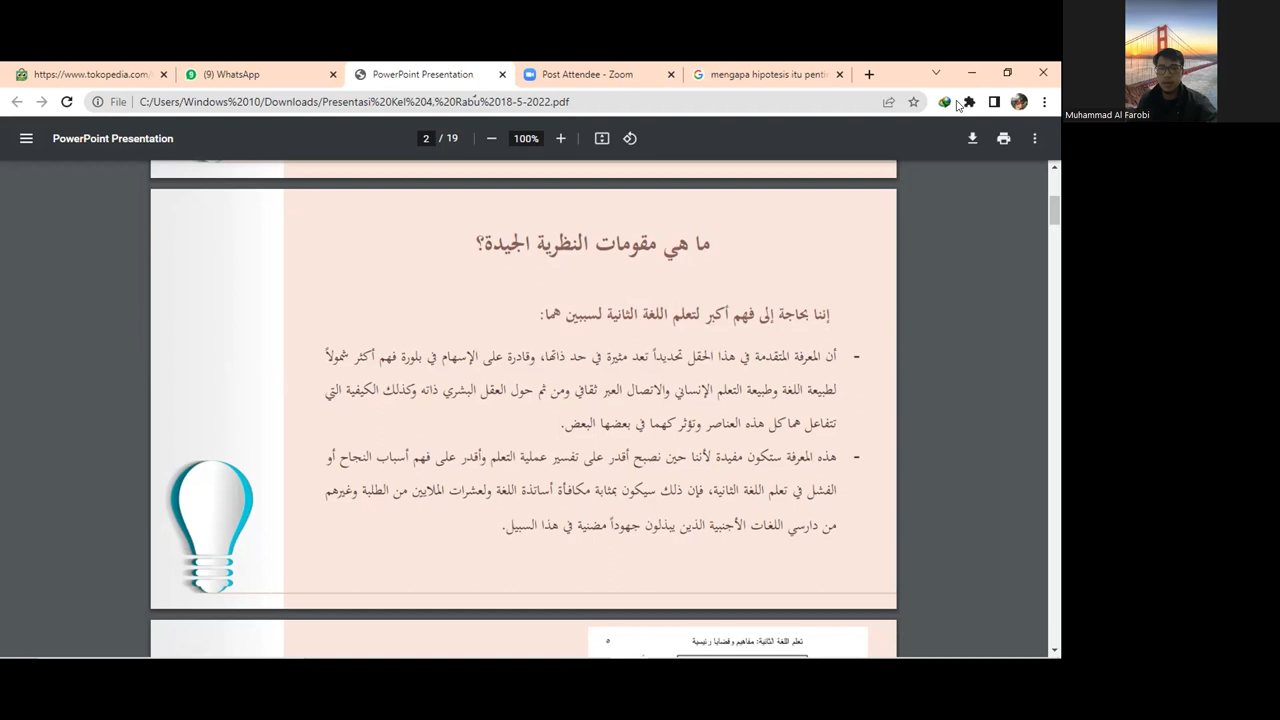 https://www.tokopedia.com/
(9) WhatsApp
PowerPoint Presentation
Post Attendee - Zoom
mengapa hipotesis itu penti
Pdf
C:/Users/Windows%2010/Downloads/Presentasi%20Kel%204,%20Rabu%2018-5-2022.pdf
PowerPoint Presentation
2 / 19
100%
Muhammad Al Farobi
ما هي مقومات النظرية الجيدة؟
إننا بحاجة إلى فهم أكبر لتعلم اللغة الثانية لسببين هما:
- أن المعرفة المتقدمة في هذا الحقل تحديداً تعد مثيرة في حد ذاتها، وقادرة على الإسهام في بلورة فهم أكثر شمولاً
لطبيعة اللغة وطبيعة التعلم الإنساني والاتصال العبر ثقافي ومن ثم حول العقل البشري ذاته وكذلك الكيفية التي
تتفاعل هما كل هذه العناصر وتؤثر كهما في بعضها البعض.
- هذه المعرفة ستكون مفيدة لأننا حين نصبح أقدر على تفسير عملية التعلم وأقدر على فهم أسباب النجاح أو
الفشل في تعلم اللغة الثانية، فإن ذلك سيكون بمثابة مكافأة أساتذة اللغة ولعشرات الملايين من الطلبة وغيرهم
من دارسي اللغات الأجنبية الذين يبذلون جهوداً مضنية في هذا السبيل.
تعلم اللغة الثانية: مفاهيم وقضايا رئيسية
٥